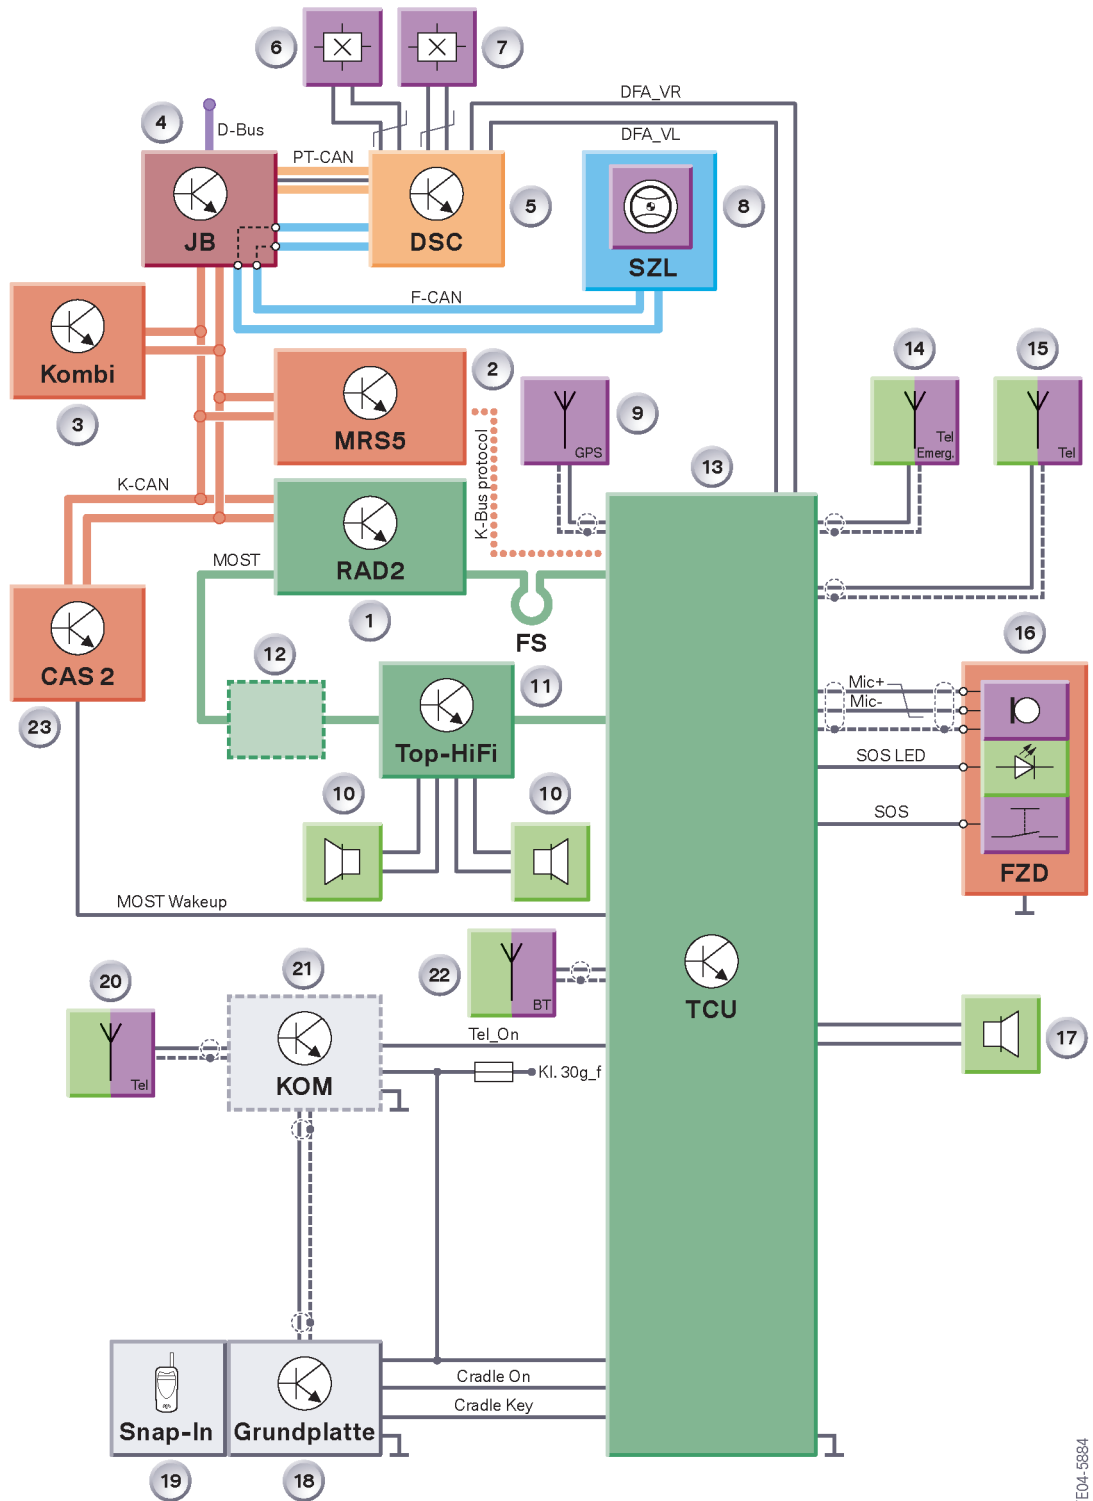 6
7
DFA_VR
4
D-Bus
DFA_VL
PT-CAN
5
8
JB
DSC
SZL
F-CAN
Kombi
2
14
15
3
MRS5
9
GPS
Tel
Emerg.
Tel
13
K-CAN
K-Bus protocol
MOST
RAD2
1
FS
16
12
CAS 2
11
Mic+
Mic-
23
Top-HiFi
SOS LED
10
10
SOS
FZD
MOST Wakeup
21
22
20
BT
TCU
Tel_On
17
Tel
KOM
Kl. 30g_f
Cradle On
Cradle Key
Snap-In
Grundplatte
19
18
E04-5884